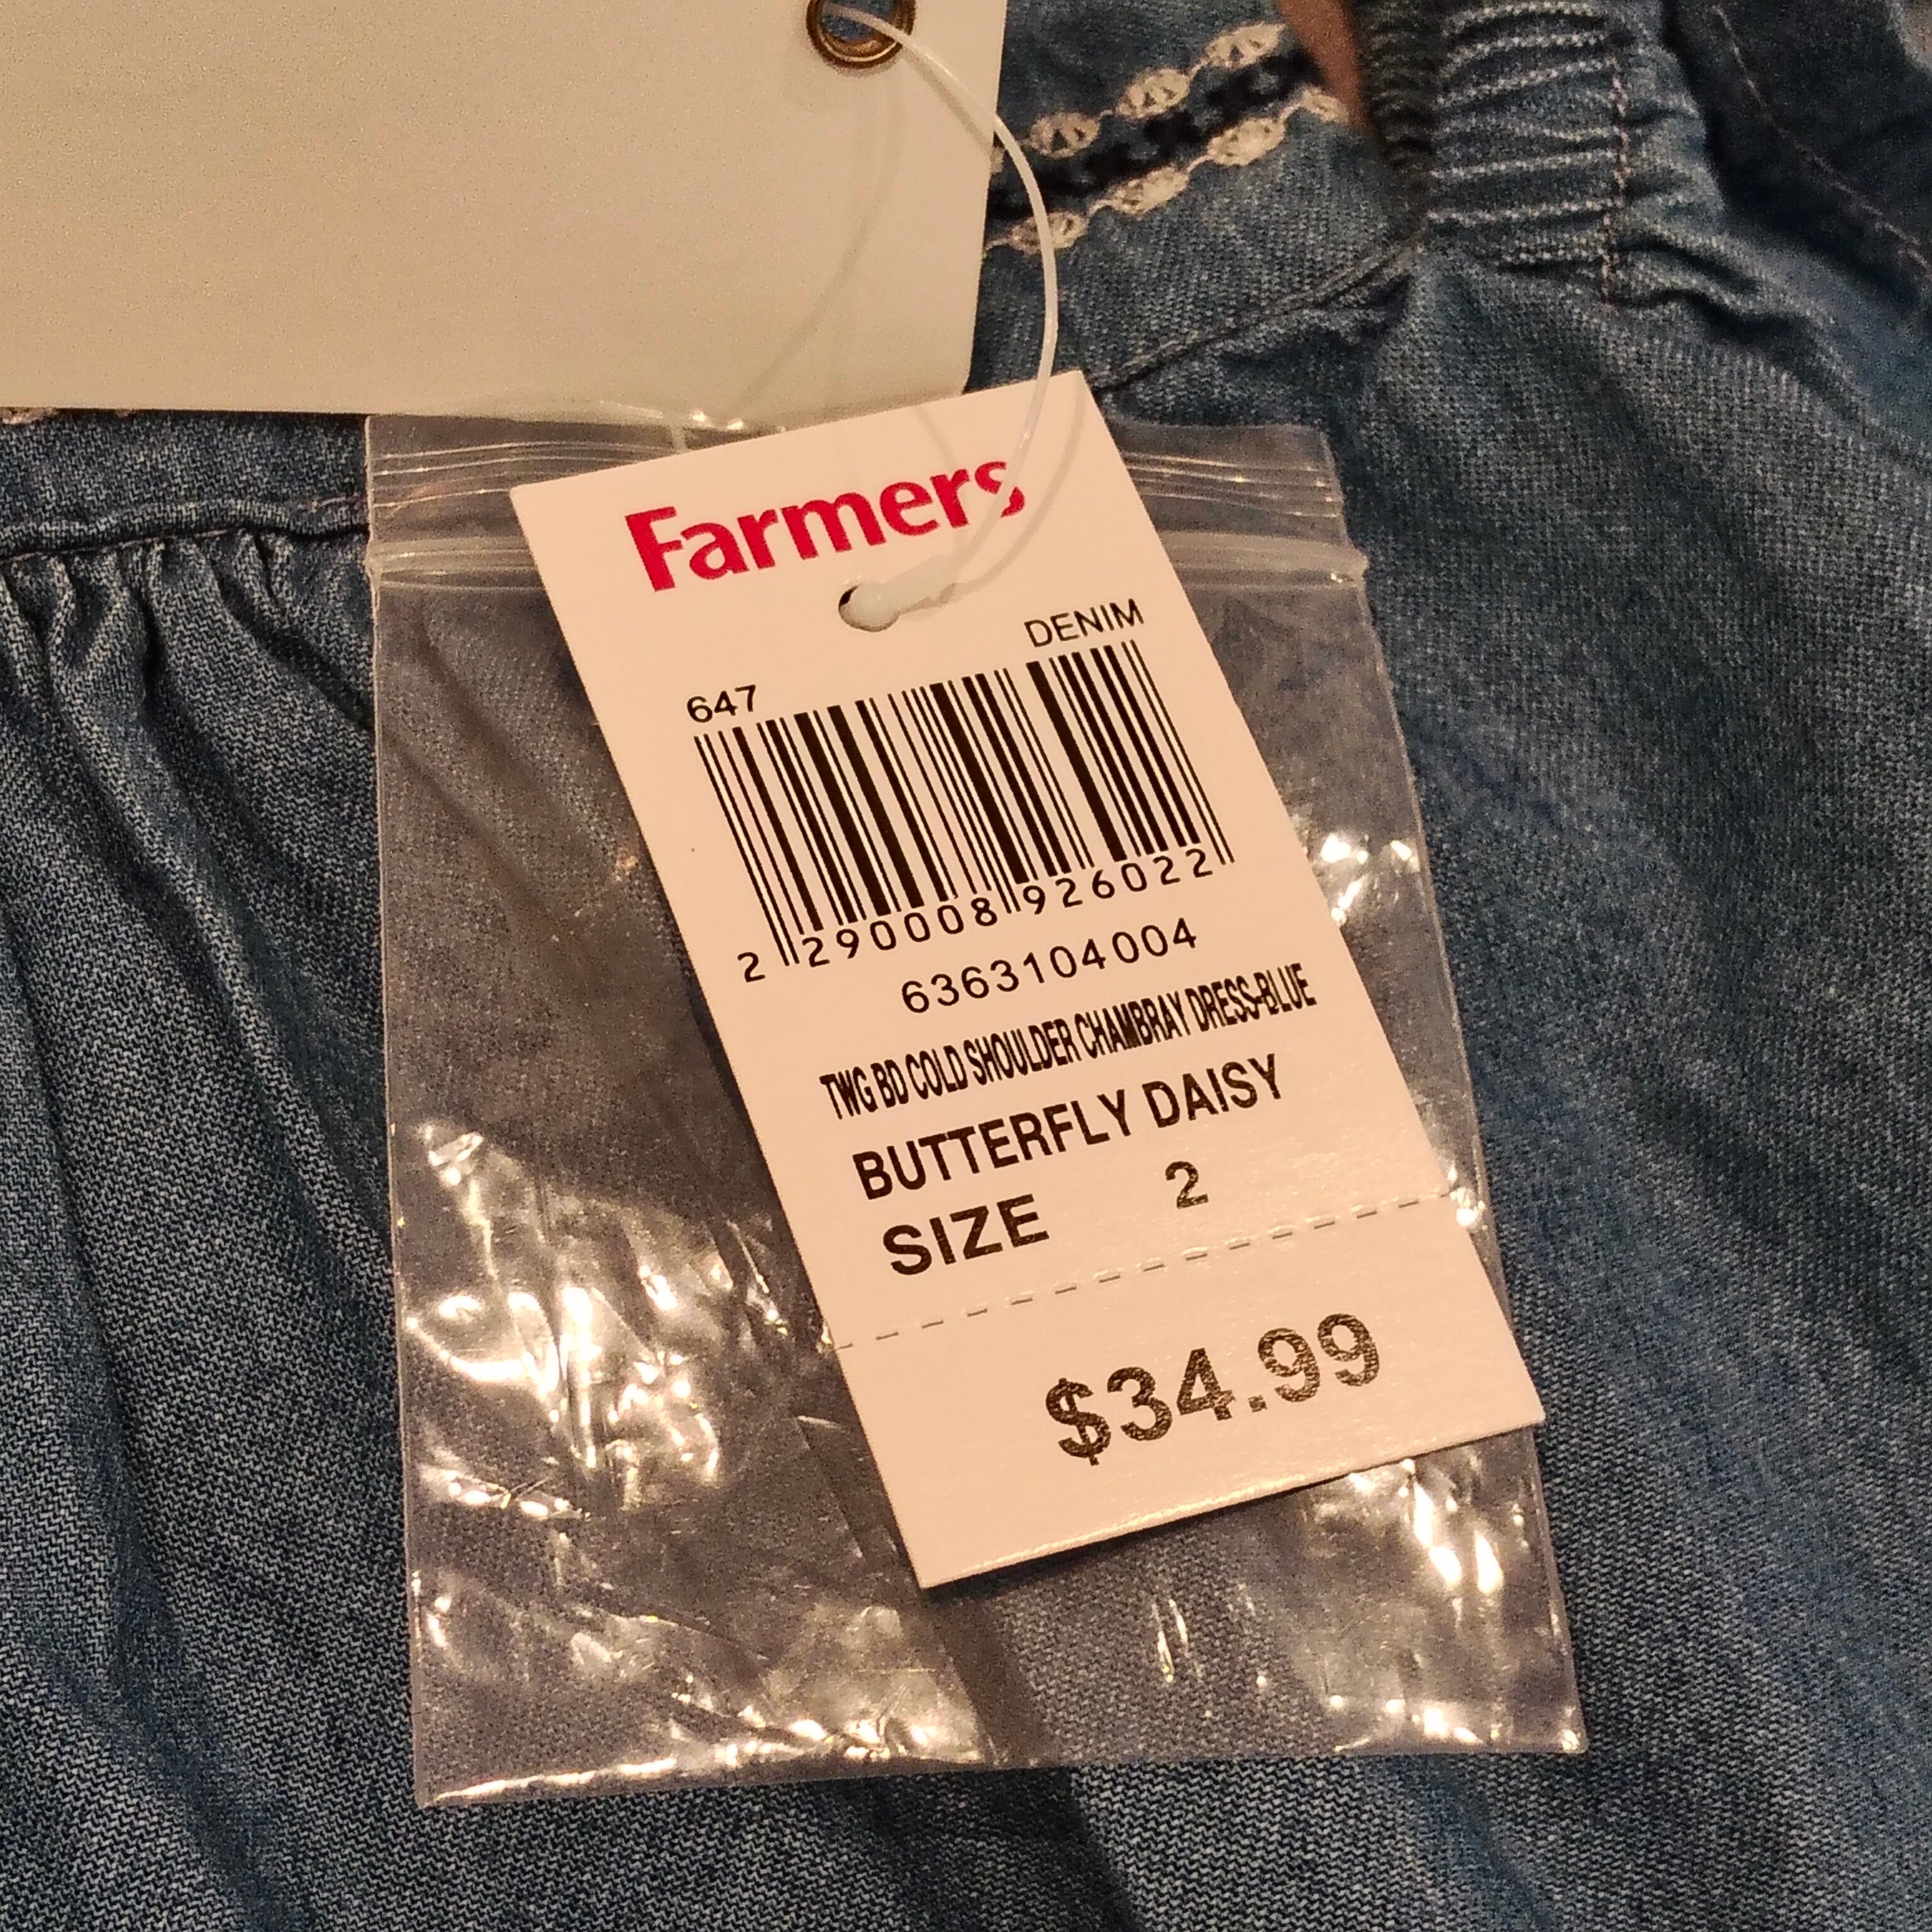 Farmers
DENIM
647
2 290008 926022
6363104004
TWG BD COLD SHOULDER CHAMBRAY DRESS-BLUE
BUTTERFLY DAISY
SIZE 2
$34.99